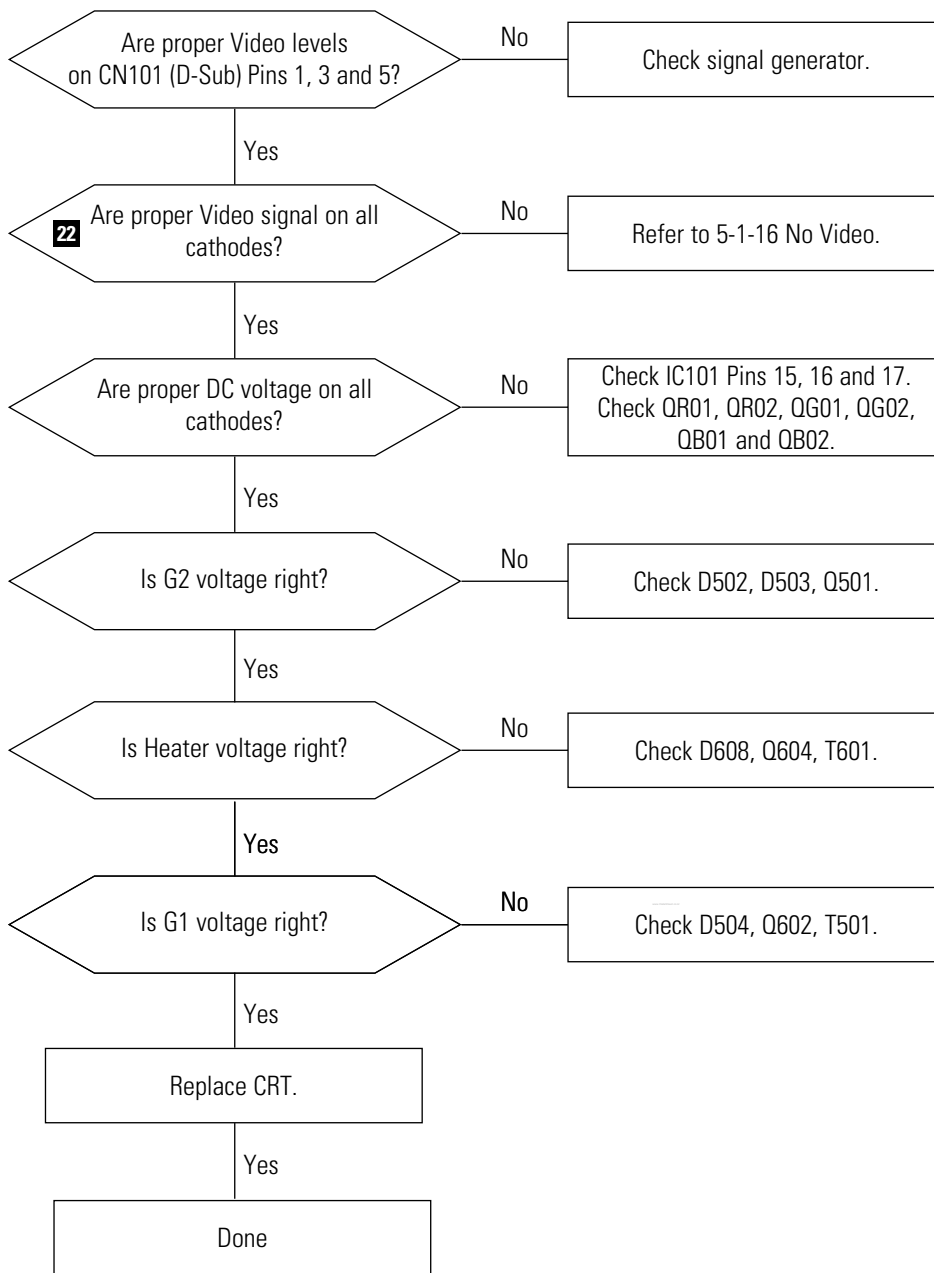 Are proper Video levels
on CN101 (D-Sub) Pins 1, 3 and 5?
No
Check signal generator.
Yes
22
Are proper Video signal on all
cathodes?
No
Refer to 5-1-16 No Video.
Yes
Are proper DC voltage on all
cathodes?
No
Check IC101 Pins 15, 16 and 17.
Check QR01, QR02, QG01, QG02,
QB01 and QB02.
Yes
Is G2 voltage right?
No
Check D502, D503, Q501.
Yes
Is Heater voltage right?
No
Check D608, Q604, T601.
Yes
Is G1 voltage right?
No
Check D504, Q602, T501.
Yes
Replace CRT.
Yes
Done